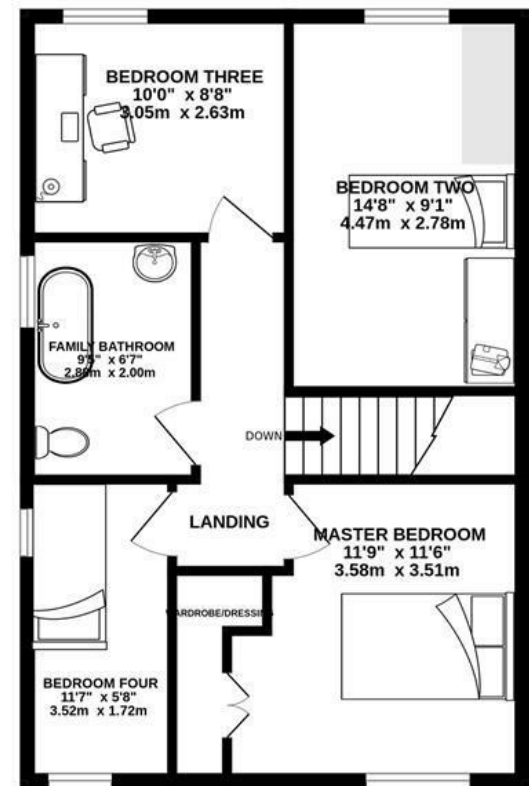 BEDROOM THREE
10'0" x 8'8"
3.05m x 2.63m
BEDROOM TWO
14'8" x 9'1"
4.47m x 2.78m
FAMILY BATHROOM
9'5" x 6'7"
2.86m x 2.00m
DOWN
LANDING
MASTER BEDROOM
11'9" x 11'6"
3.58m x 3.51m
WARDROBE/DRESSING
BEDROOM FOUR
11'7" x 5'8"
3.52m x 1.72m